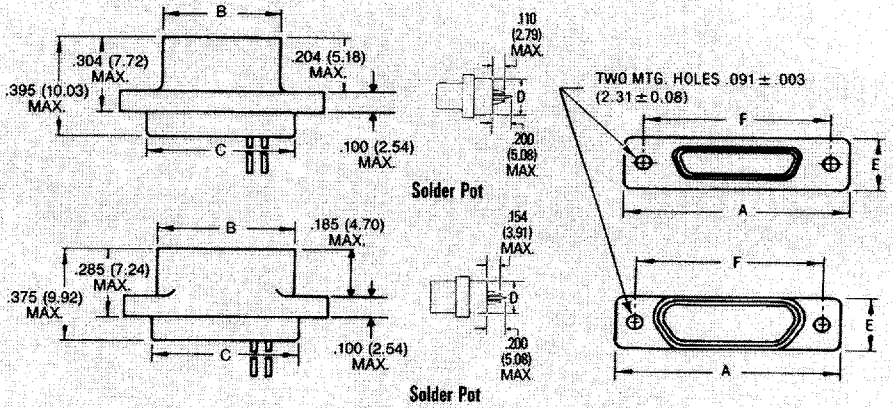 B
.304 (7.72)
MAX.
.204 (5.18)
MAX.
.395 (10.03)
MAX.
C
.100 (2.54)
MAX.
.110
(2.79)
MAX.
D
.200
(5.08)
MAX.
Solder Pot
TWO MTG. HOLES .091 ± .003
(2.31 ± 0.08)
F
E
A
B
.185 (4.70)
MAX.
.285 (7.24)
MAX.
.375 (9.92)
MAX.
C
.100 (2.54)
MAX.
.154
(3.91)
MAX.
D
.200
(5.08)
MAX.
Solder Pot
F
E
A